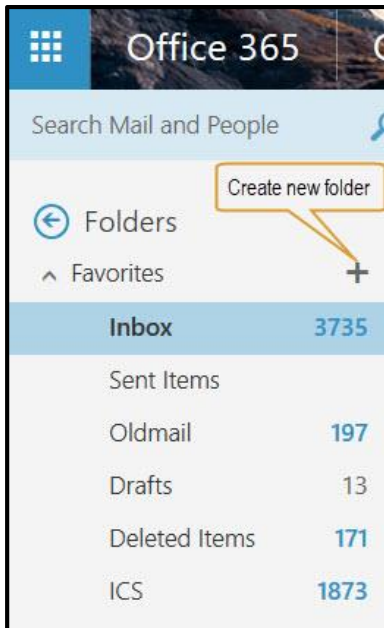 Office 365
Search Mail and People
Create new folder
Folders
Favorites
Inbox 3735
Sent Items
Oldmail 197
Drafts 13
Deleted Items 171
ICS 1873